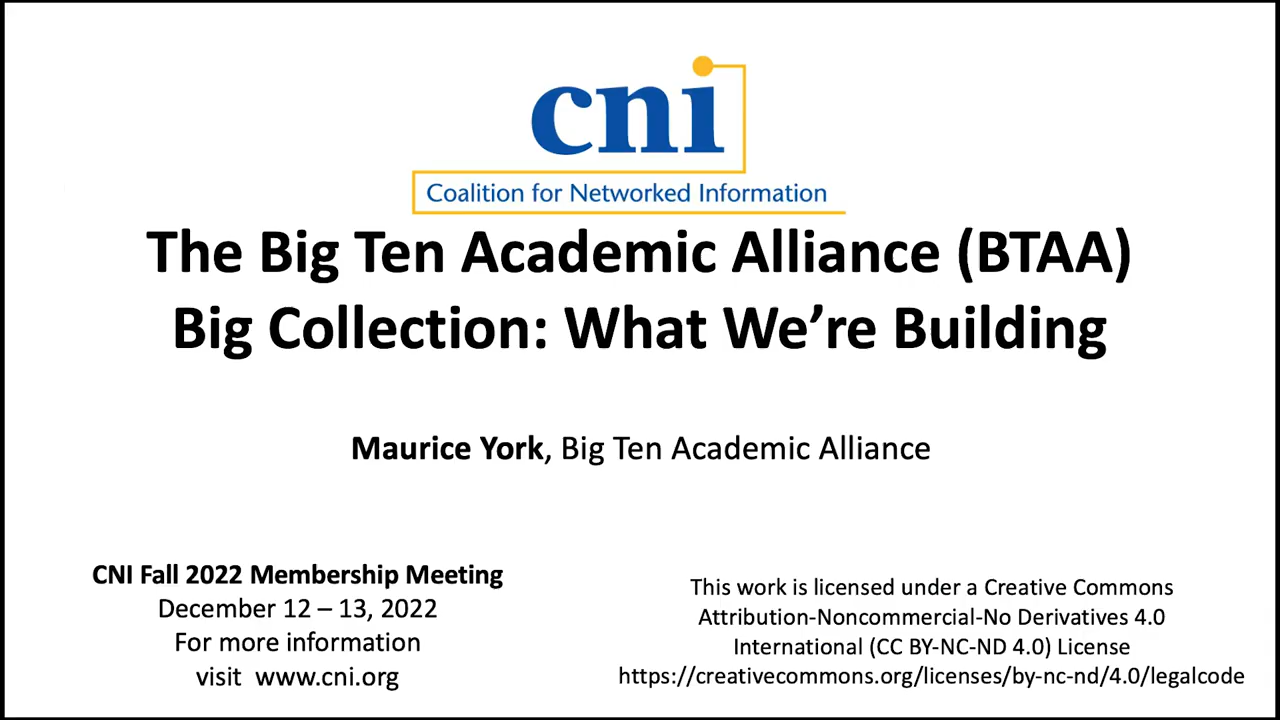 cni
Coalition for Networked Information
The Big Ten Academic Alliance (BTAA)
Big Collection: What We’re Building
Maurice York, Big Ten Academic Alliance
CNI Fall 2022 Membership Meeting
December 12 – 13, 2022
For more information
visit www.cni.org
This work is licensed under a Creative Commons
Attribution-Noncommercial-No Derivatives 4.0
International (CC BY-NC-ND 4.0) License
https://creativecommons.org/licenses/by-nc-nd/4.0/legalcode